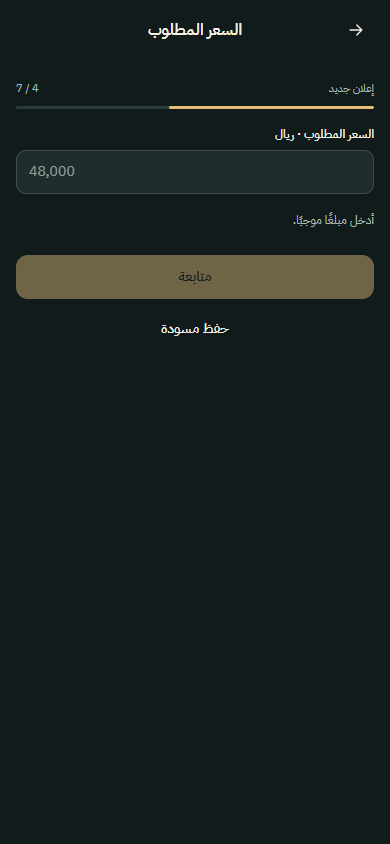 السعر المطلوب
إعلان جديد
7 / 4
السعر المطلوب · ريال
48,000
أدخل مبلغًا موجبًا.
متابعة
حفظ مسودة